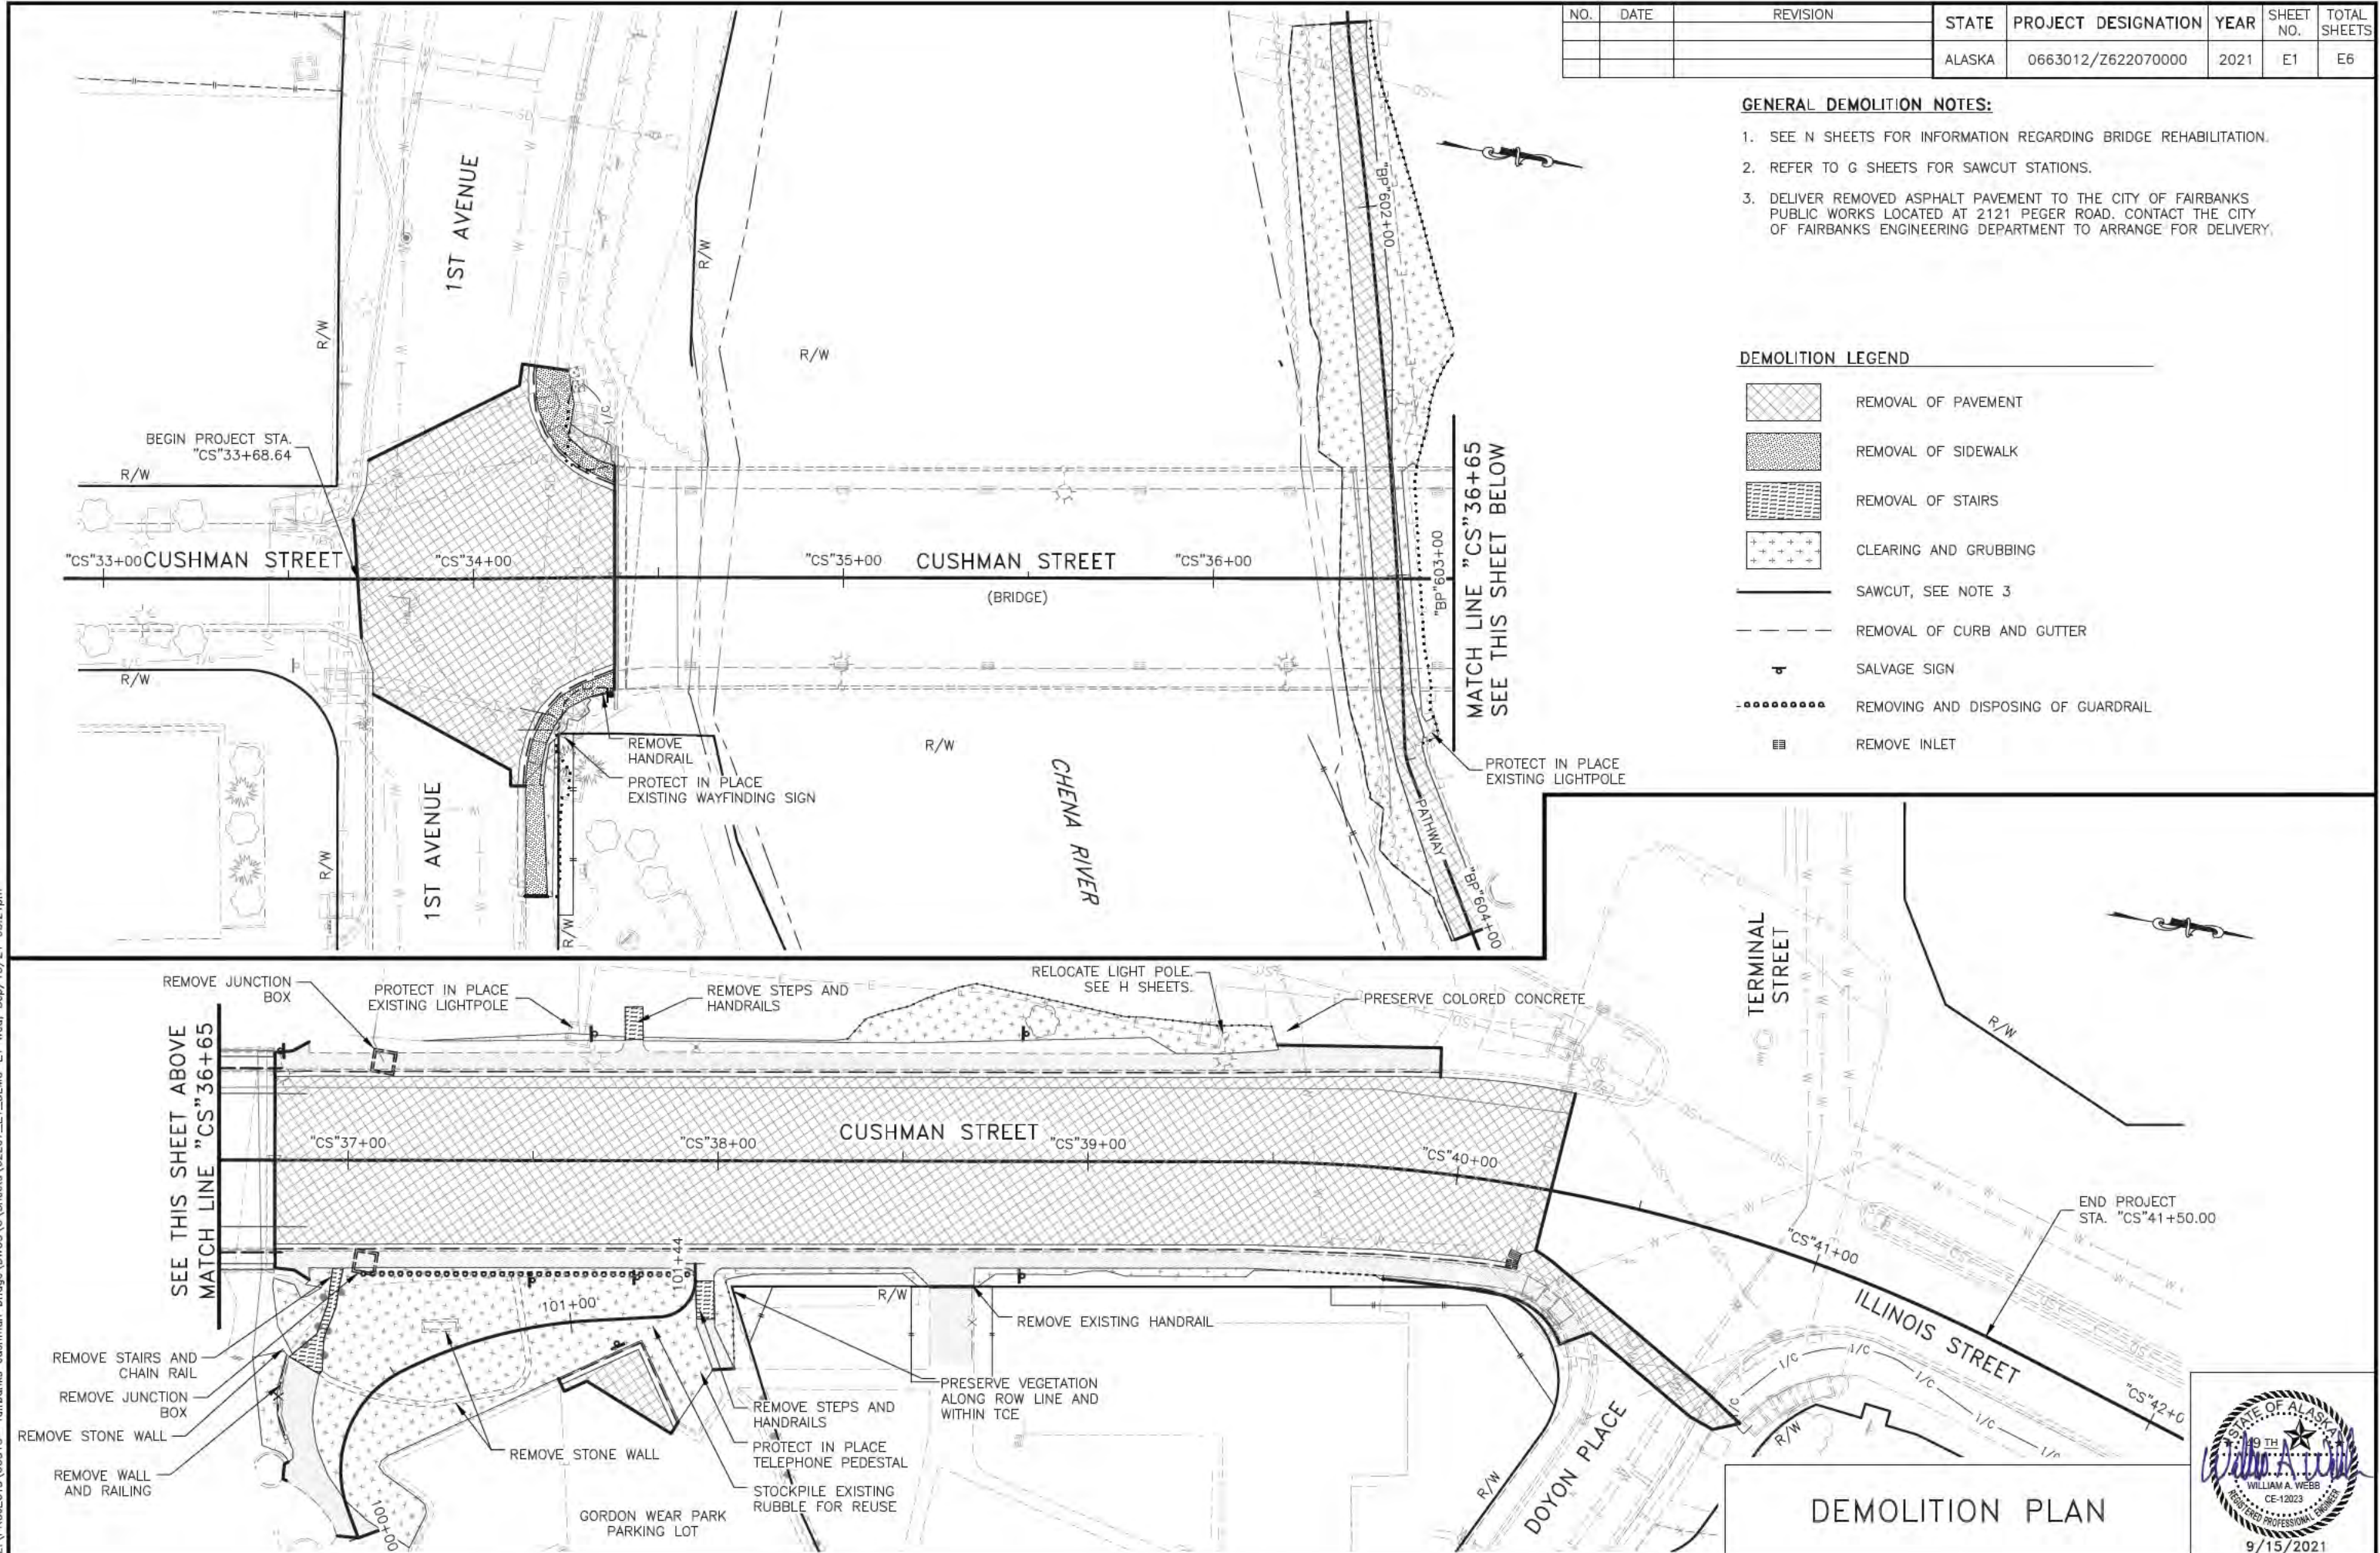 NO. DATE REVISION
STATE PROJECT DESIGNATION YEAR SHEET NO. TOTAL SHEETS
ALASKA 0663012/Z622070000 2021 E1 E6
GENERAL DEMOLITION NOTES:
1. SEE N SHEETS FOR INFORMATION REGARDING BRIDGE REHABILITATION.
2. REFER TO G SHEETS FOR SAWCUT STATIONS.
3. DELIVER REMOVED ASPHALT PAVEMENT TO THE CITY OF FAIRBANKS
PUBLIC WORKS LOCATED AT 2121 PEGER ROAD. CONTACT THE CITY
OF FAIRBANKS ENGINEERING DEPARTMENT TO ARRANGE FOR DELIVERY.
DEMOLITION LEGEND
REMOVAL OF PAVEMENT
REMOVAL OF SIDEWALK
REMOVAL OF STAIRS
CLEARING AND GRUBBING
SAWCUT, SEE NOTE 3
REMOVAL OF CURB AND GUTTER
SALVAGE SIGN
REMOVING AND DISPOSING OF GUARDRAIL
REMOVE INLET
1ST AVENUE
R/W
R/W
R/W
BEGIN PROJECT STA.
"CS"33+68.64
R/W
"CS"33+00 CUSHMAN STREET
"CS"34+00
"CS"35+00
CUSHMAN STREET
(BRIDGE)
"CS"36+00
"BP"602+00
"BP"603+00
MATCH LINE "CS"36+65
SEE THIS SHEET BELOW
R/W
R/W
1ST AVENUE
R/W
R/W
REMOVE
HANDRAIL
PROTECT IN PLACE
EXISTING WAYFINDING SIGN
CHENA RIVER
PATHWAY
"BP"604+00
PROTECT IN PLACE
EXISTING LIGHTPOLE
REMOVE JUNCTION
BOX
PROTECT IN PLACE
EXISTING LIGHTPOLE
REMOVE STEPS AND
HANDRAILS
RELOCATE LIGHT POLE.
SEE H SHEETS.
PRESERVE COLORED CONCRETE
TERMINAL
STREET
R/W
SEE THIS SHEET ABOVE
MATCH LINE "CS"36+65
"CS"37+00
"CS"38+00
CUSHMAN STREET
"CS"39+00
"CS"40+00
"CS"41+00
END PROJECT
STA. "CS"41+50.00
ILLINOIS STREET
"CS"42+0
101+44
101+00
100+00
R/W
REMOVE EXISTING HANDRAIL
REMOVE STAIRS AND
CHAIN RAIL
REMOVE JUNCTION
BOX
REMOVE STONE WALL
REMOVE WALL
AND RAILING
REMOVE STONE WALL
PRESERVE VEGETATION
ALONG ROW LINE AND
WITHIN TCE
REMOVE STEPS AND
HANDRAILS
PROTECT IN PLACE
TELEPHONE PEDESTAL
STOCKPILE EXISTING
RUBBLE FOR REUSE
GORDON WEAR PARK
PARKING LOT
R/W
DOYON PLACE
R/W
DEMOLITION PLAN
STATE OF ALASKA
49 TH
WILLIAM A. WEBB
CE-12023
REGISTERED PROFESSIONAL ENGINEER
9/15/2021